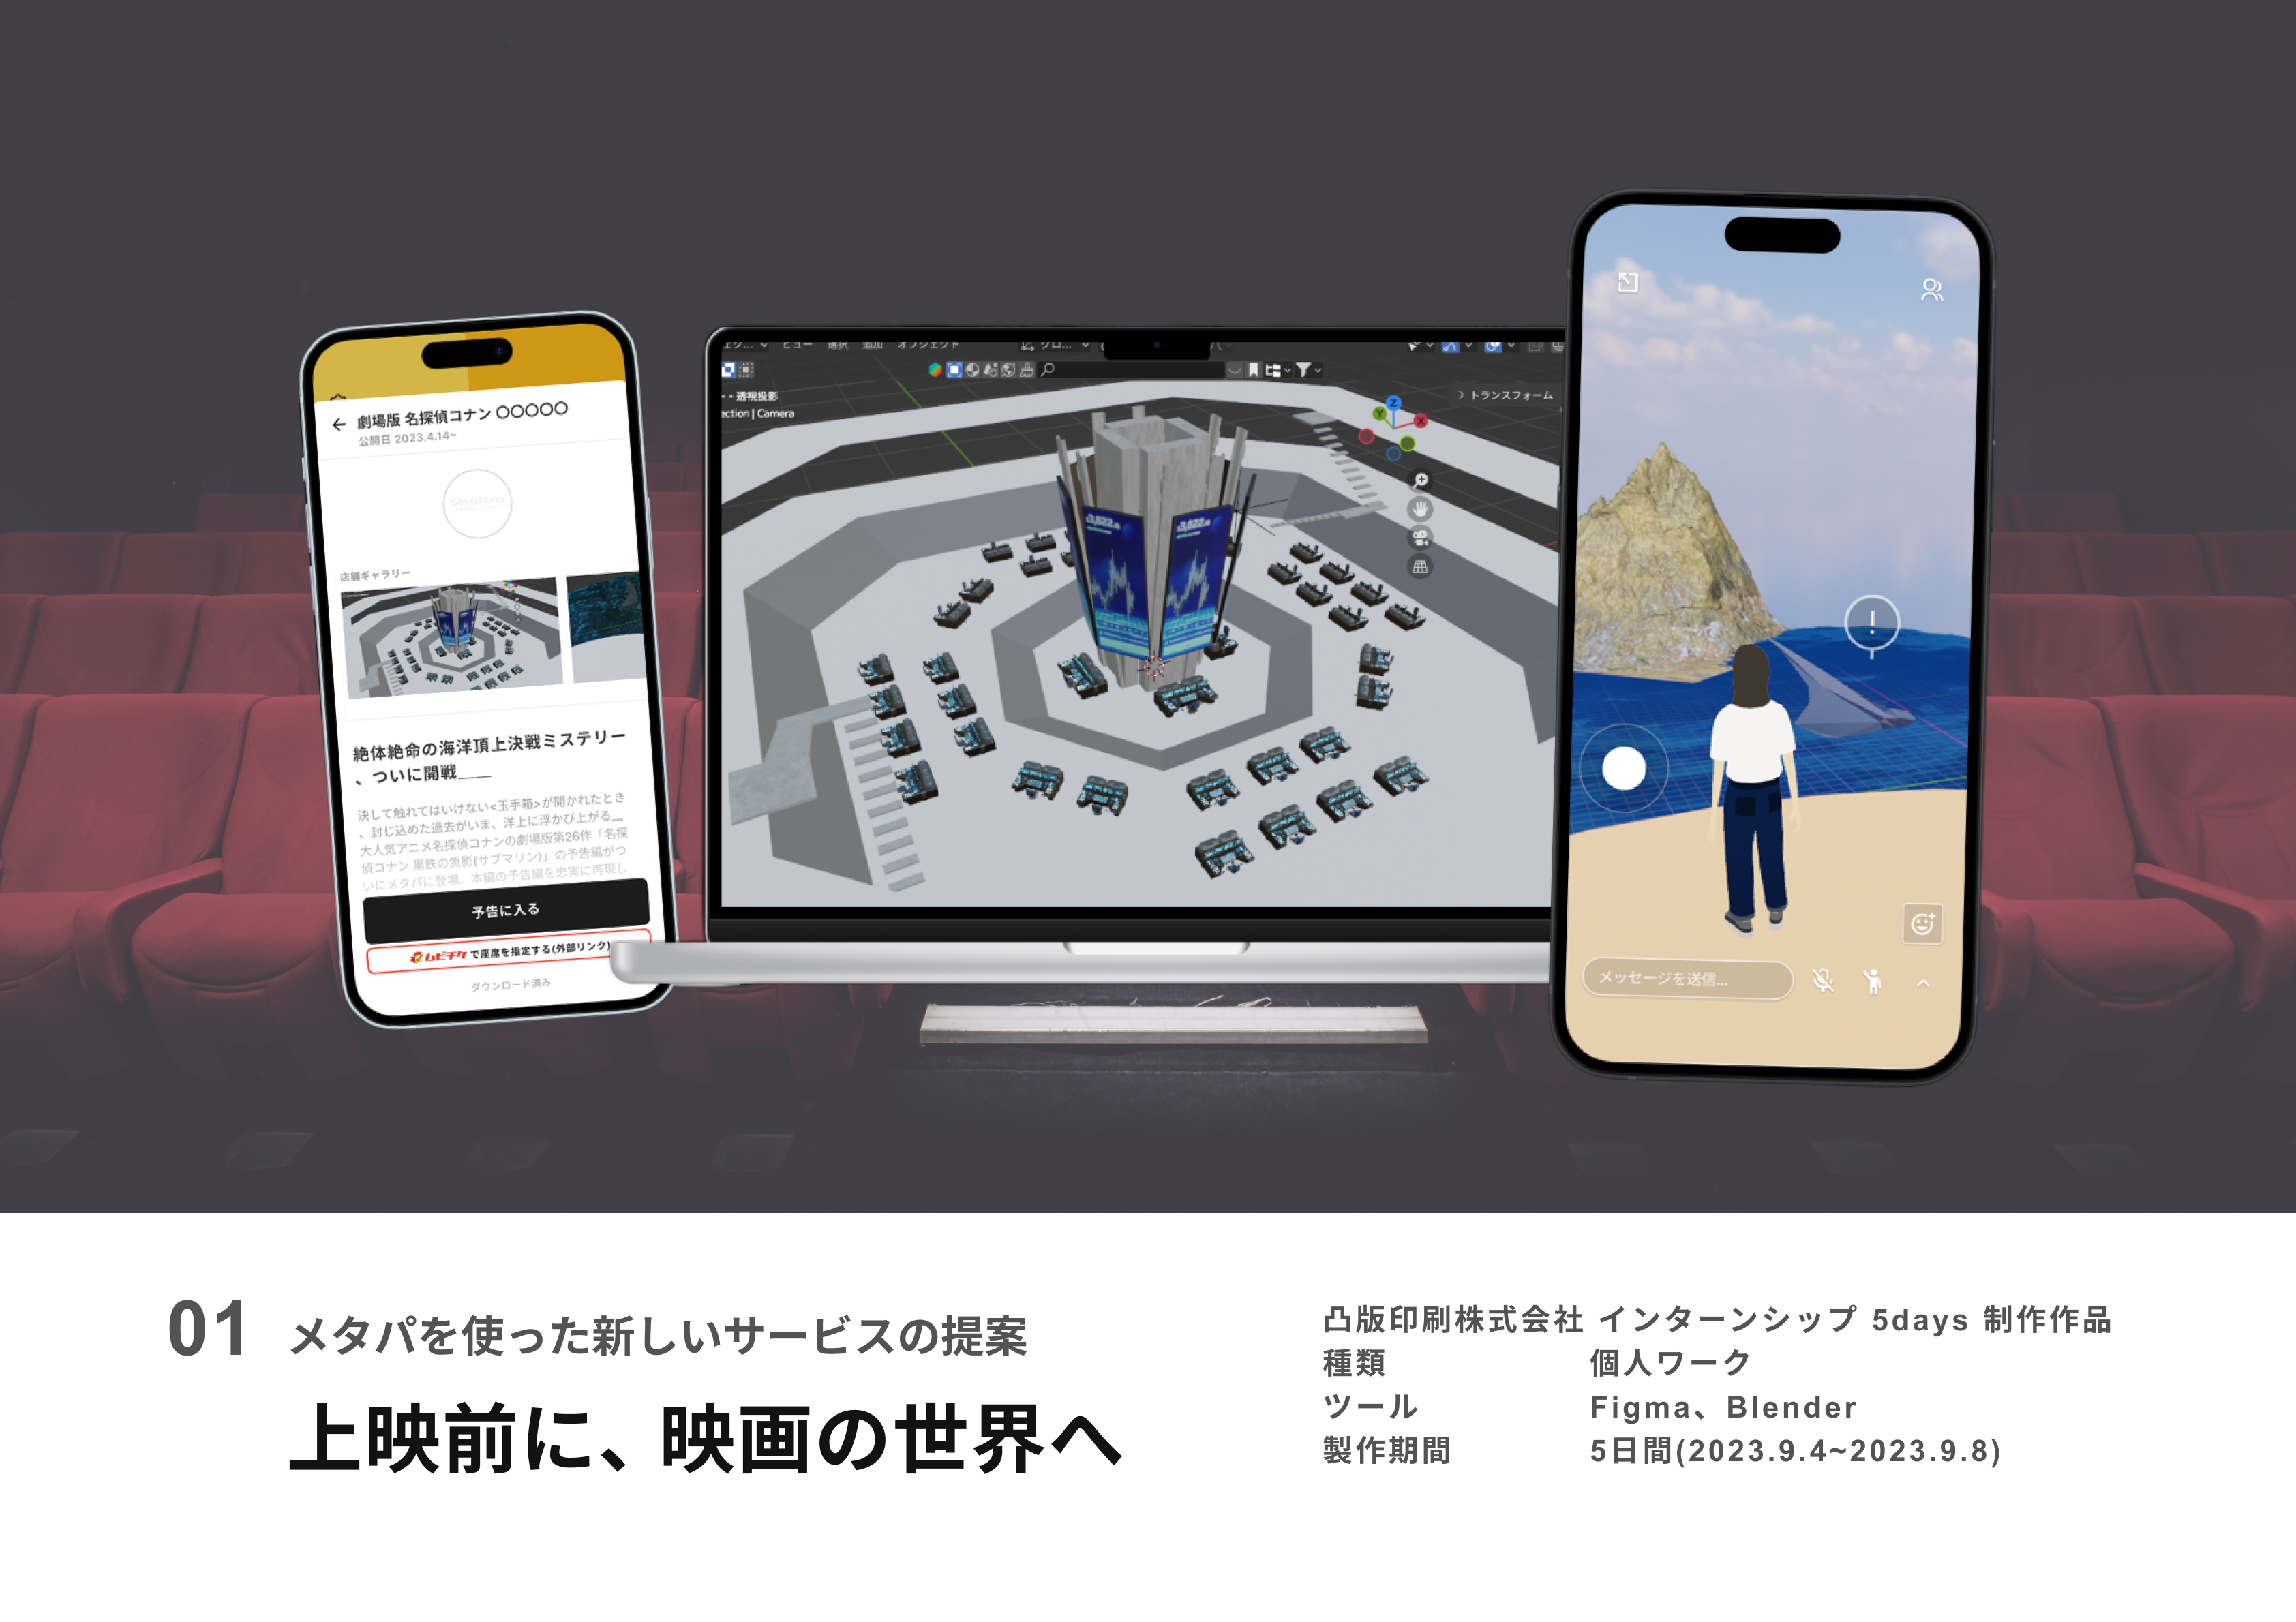 劇場版 名探偵コナン 〇〇〇〇〇
公開日 2023.4.14~
ShoPro
店舗ギャラリー
絶体絶命の海洋頂上決戦ミステリー
、ついに開戦＿＿
決して触れてはいけない<玉手箱>が開かれたとき
、封じ込めた過去がいま、洋上に浮かび上がる＿
大人気アニメ名探偵コナンの劇場版第26作「名探
偵コナン 黒鉄の魚影(サブマリン)」の予告編がつ
いにメタパに登場。本編の予告編を忠実に再現し
予告に入る
ムビチケ で座席を指定する(外部リンク)
ダウンロード済み
ビュー 選択 追加 オブジェクト グロ...
・透視投影
ection | Camera
トランスフォーム
Z
Y
X
3,822
3,822
メッセージを送信...
01 メタパを使った新しいサービスの提案
上映前に、映画の世界へ
凸版印刷株式会社 インターンシップ 5days 制作作品
種類 個人ワーク
ツール Figma、Blender
製作期間 5日間(2023.9.4~2023.9.8)